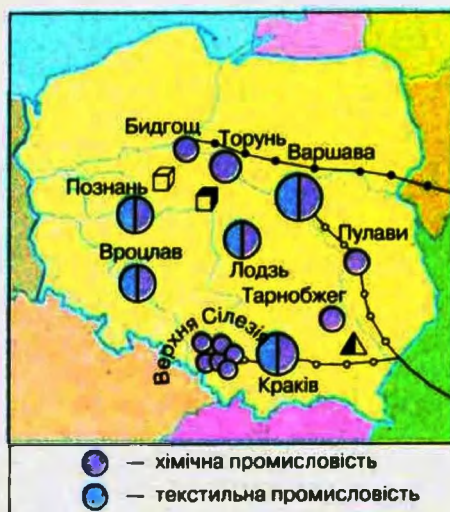 Бидгощ
Торунь
Варшава
Познань
Пулави
Вроцлав
Лодзь
Тарнобжег
Верхня Сілезія
Краків
— хімічна промисловість
— текстильна промисловість